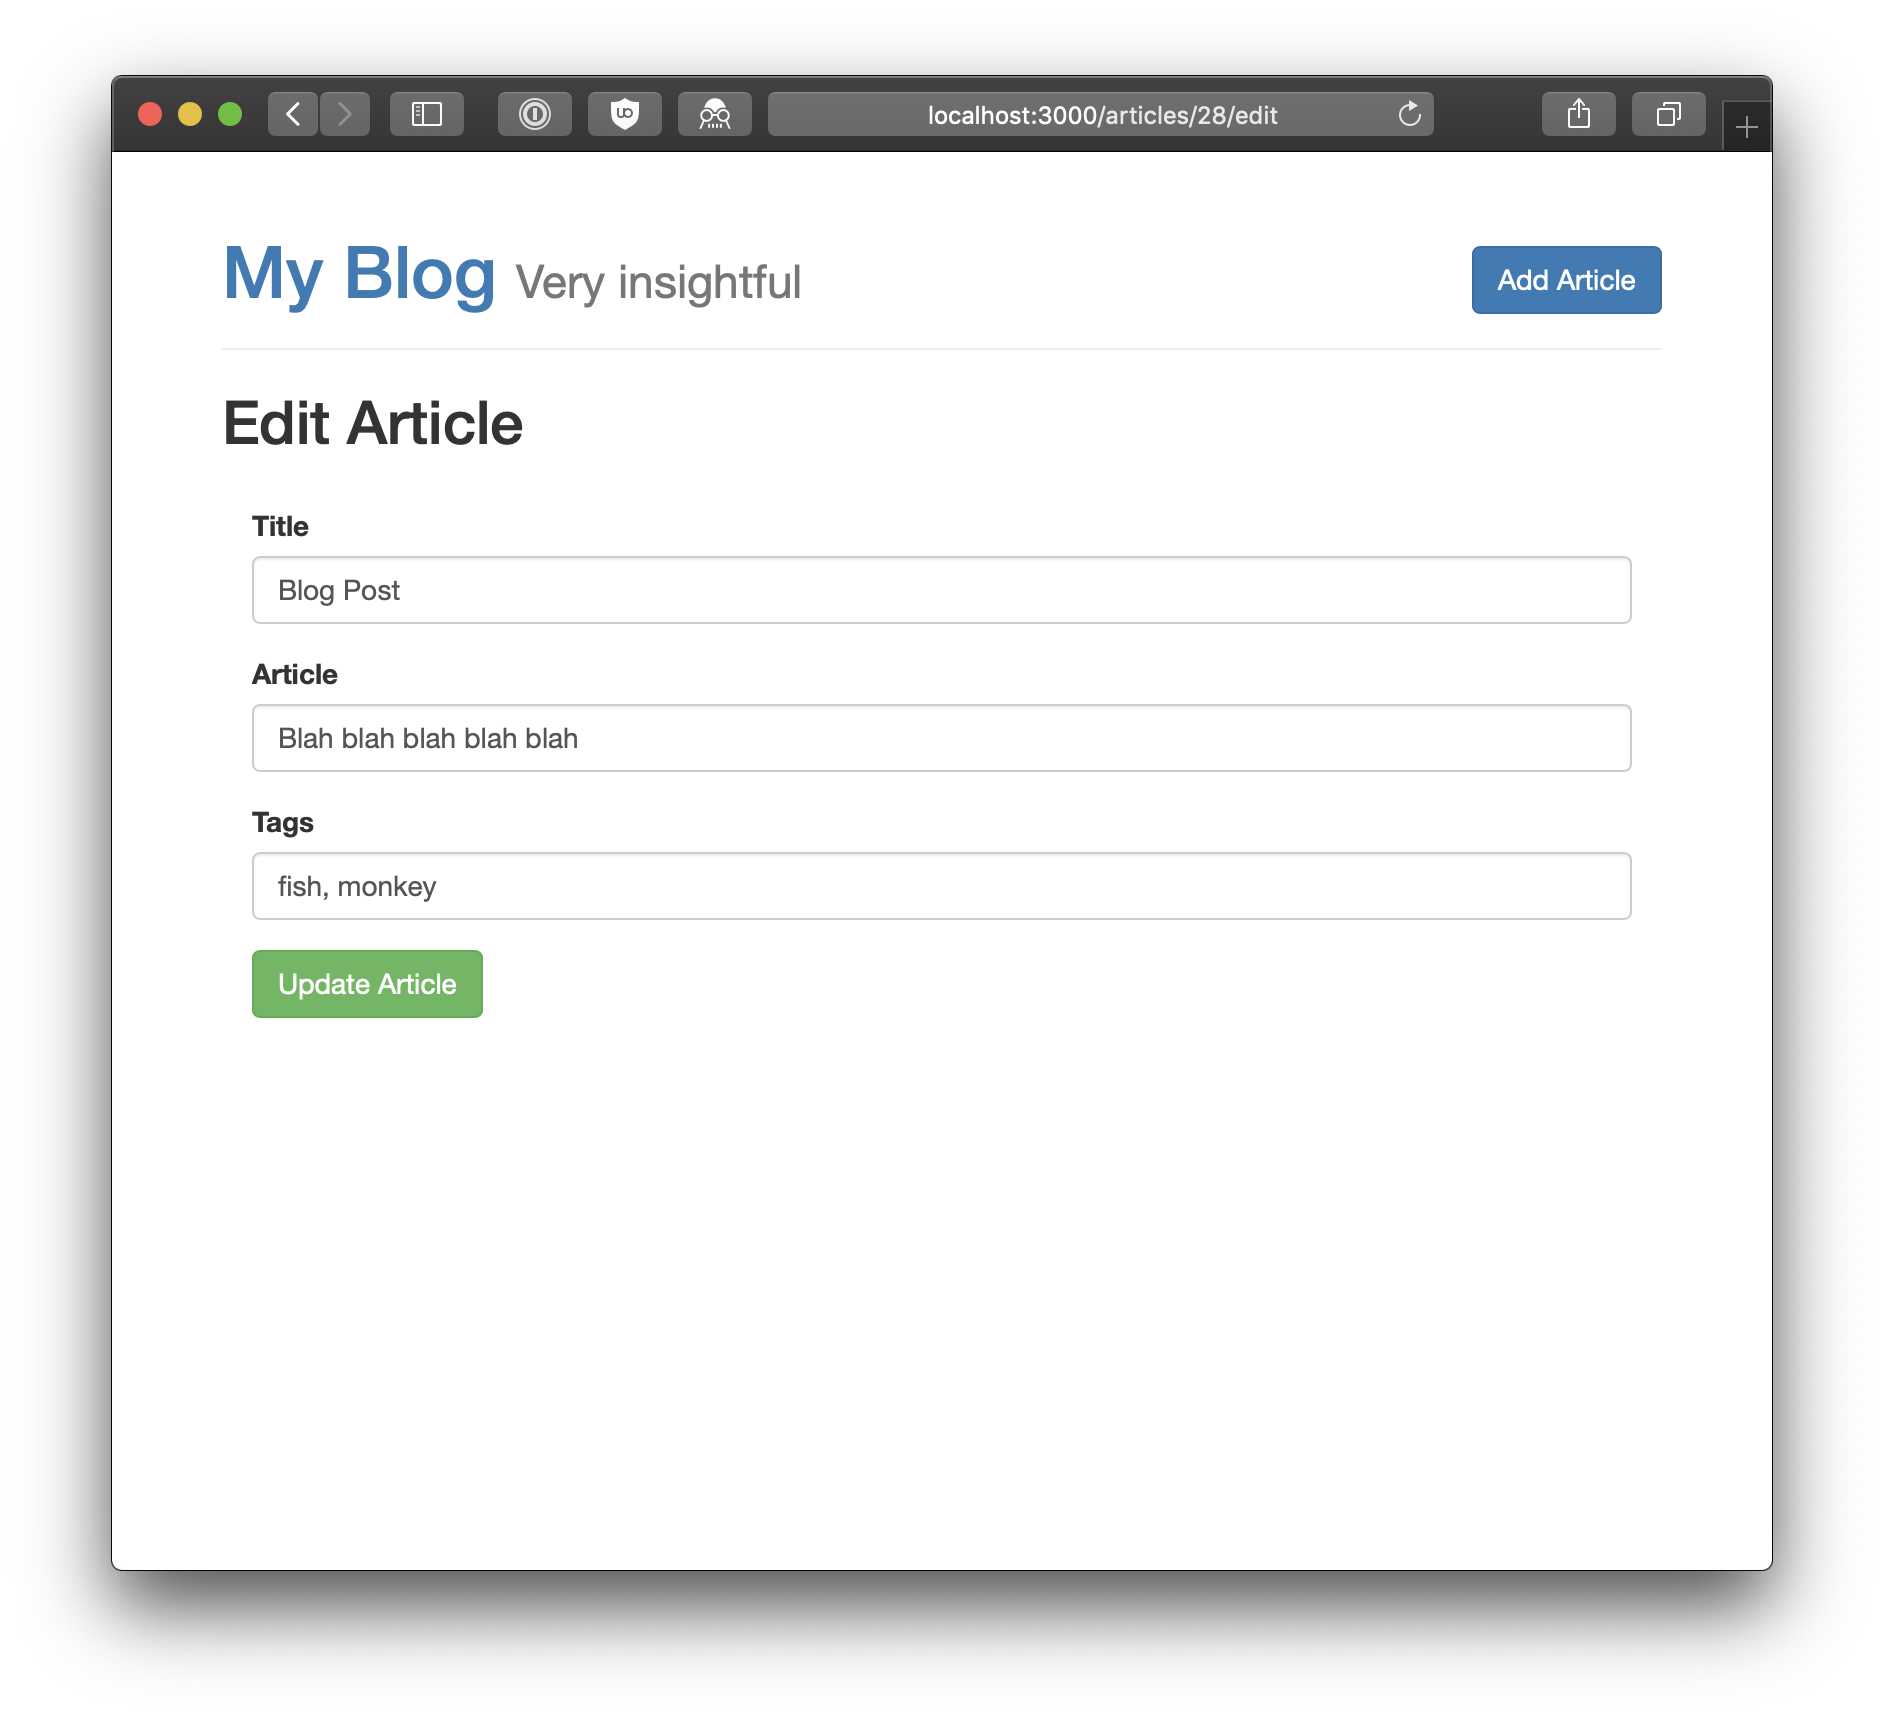 localhost:3000/articles/28/edit
My Blog Very insightful
Add Article
Edit Article
Title
Blog Post
Article
Blah blah blah blah blah
Tags
fish, monkey
Update Article